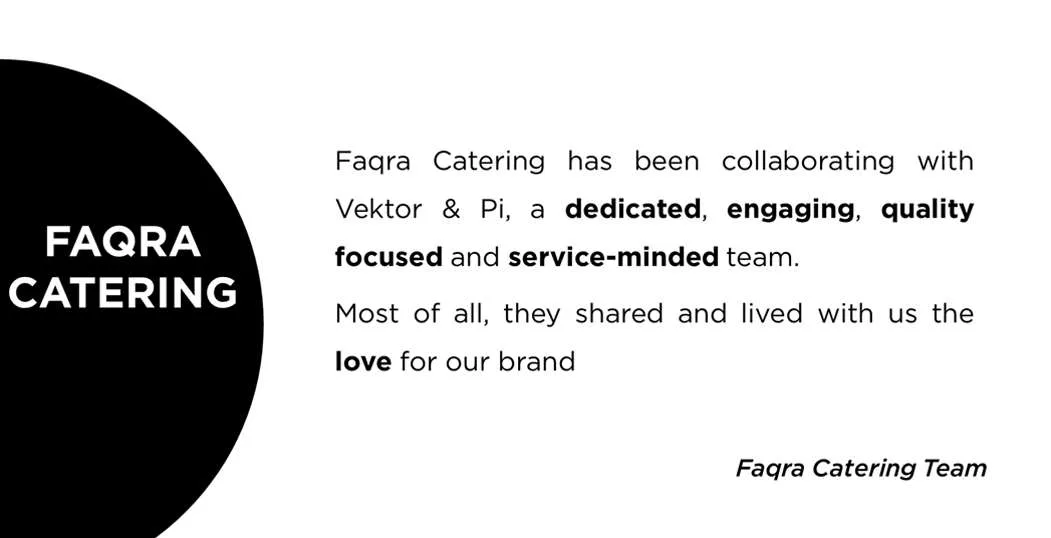 FAQRA
CATERING
Faqra Catering has been collaborating with
Vektor & Pi, a dedicated, engaging, quality
focused and service-minded team.
Most of all, they shared and lived with us the
love for our brand
Faqra Catering Team